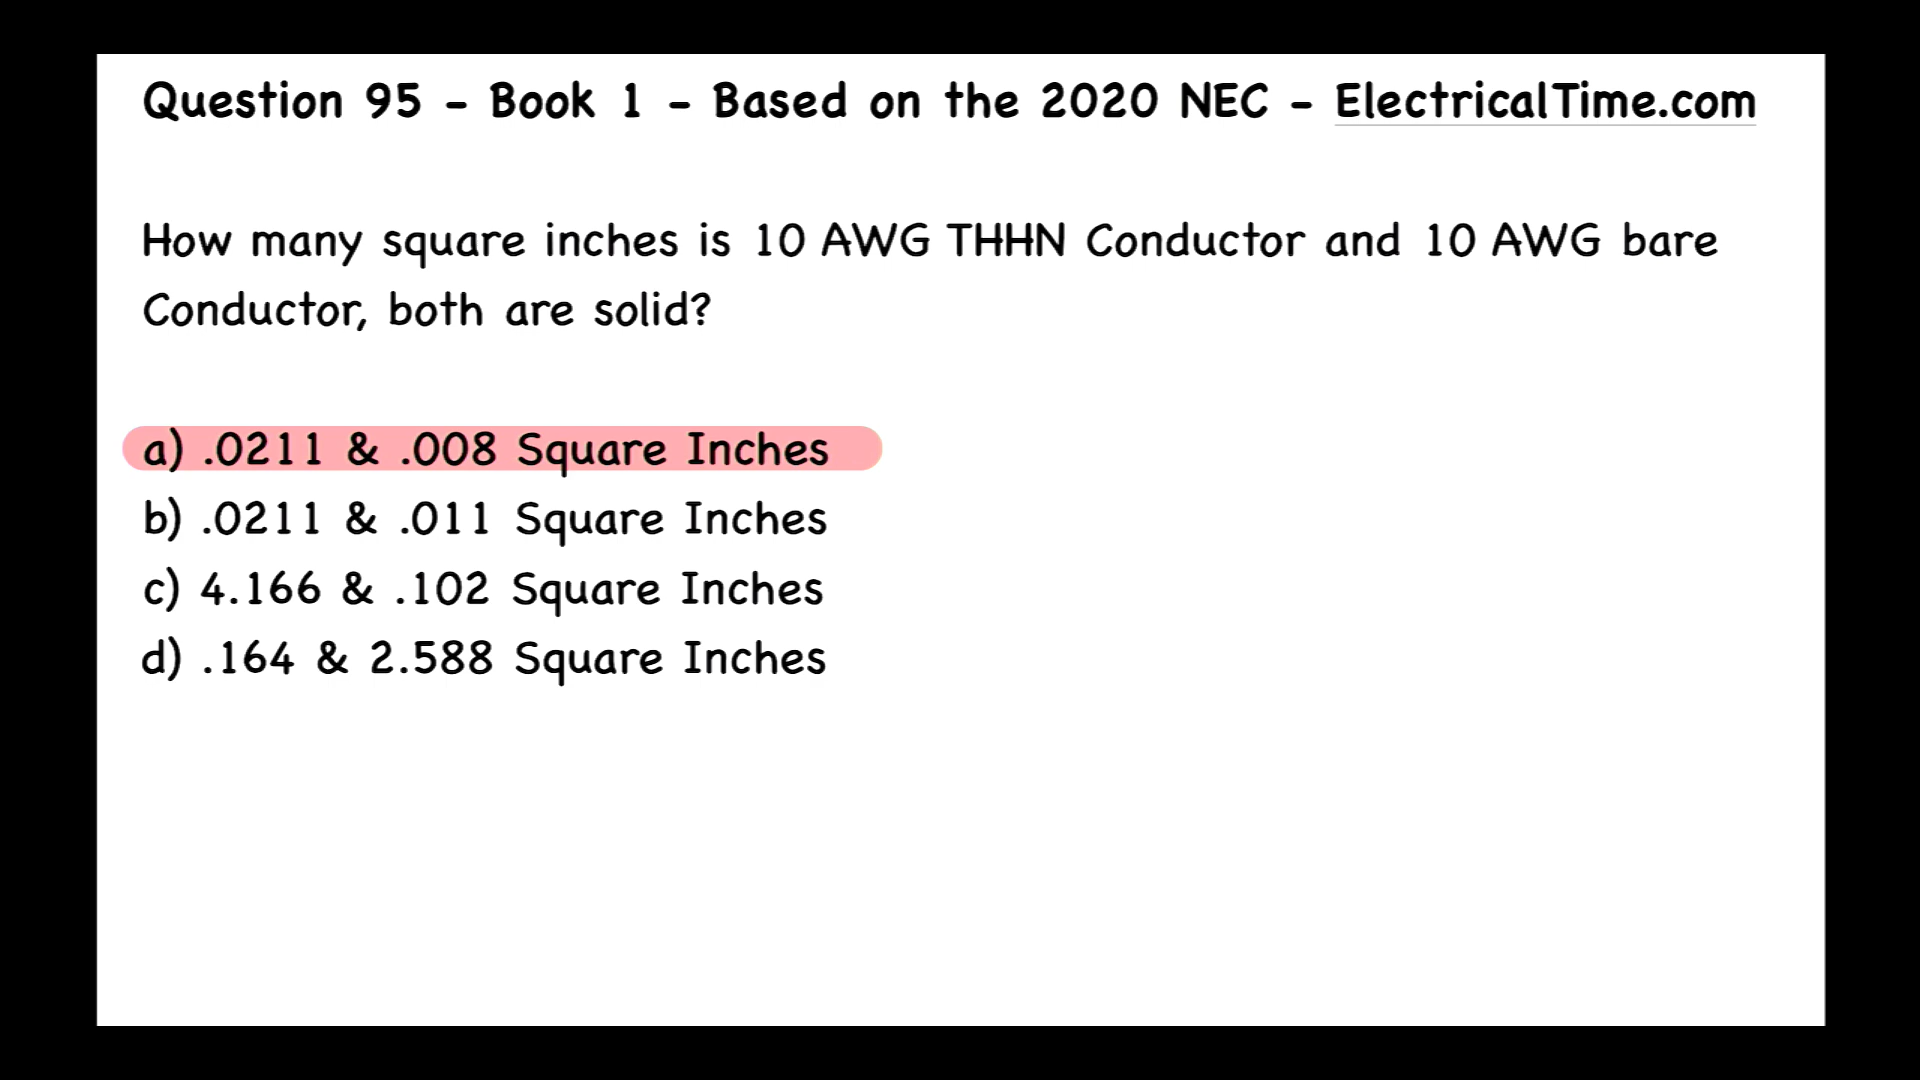 Question 95 - Book 1 - Based on the 2020 NEC - ElectricalTime.com
How many square inches is 10 AWG THHN Conductor and 10 AWG bare
Conductor, both are solid?
a) .0211 & .008 Square Inches
b) .0211 & .011 Square Inches
c) 4.166 & .102 Square Inches
d) .164 & 2.588 Square Inches